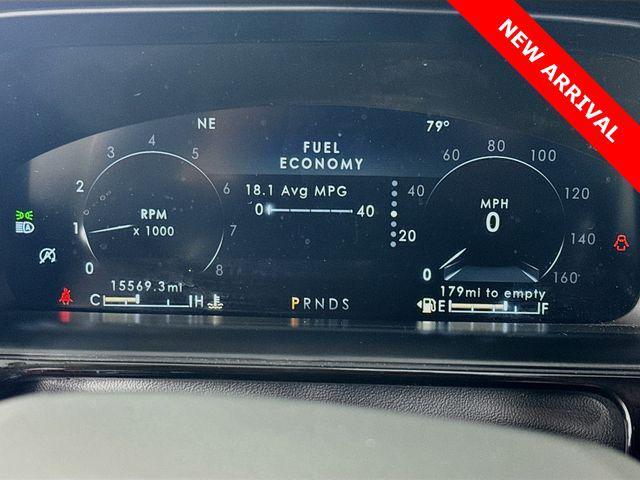 NEW ARRIVAL
NE
79°
FUEL
ECONOMY
18.1 Avg MPG
0 40
40
20
0 1 2 3 4 5 6 7 8
RPM
x 1000
0 60 80 100 120 140 160
MPH
0
15569.3mi
179mi to empty
C H
PRNDS
E F
A